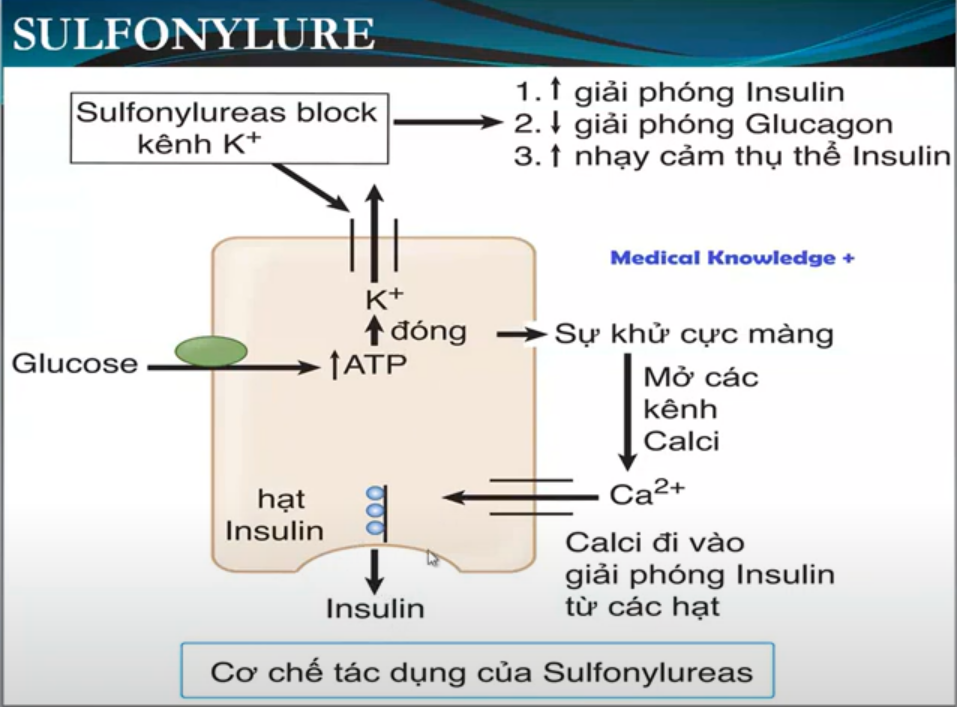 SULFONYLURE
Sulfonylureas block
kênh K⁺
1. ↑ giải phóng Insulin
2. ↓ giải phóng Glucagon
3. ↑ nhạy cảm thụ thể Insulin
Medical Knowledge +
K⁺
đóng
Sự khử cực màng
Glucose
↑ATP
Mở các
kênh
Calci
Ca²⁺
hạt
Insulin
Calci đi vào
giải phóng Insulin
từ các hạt
Insulin
Cơ chế tác dụng của Sulfonylureas